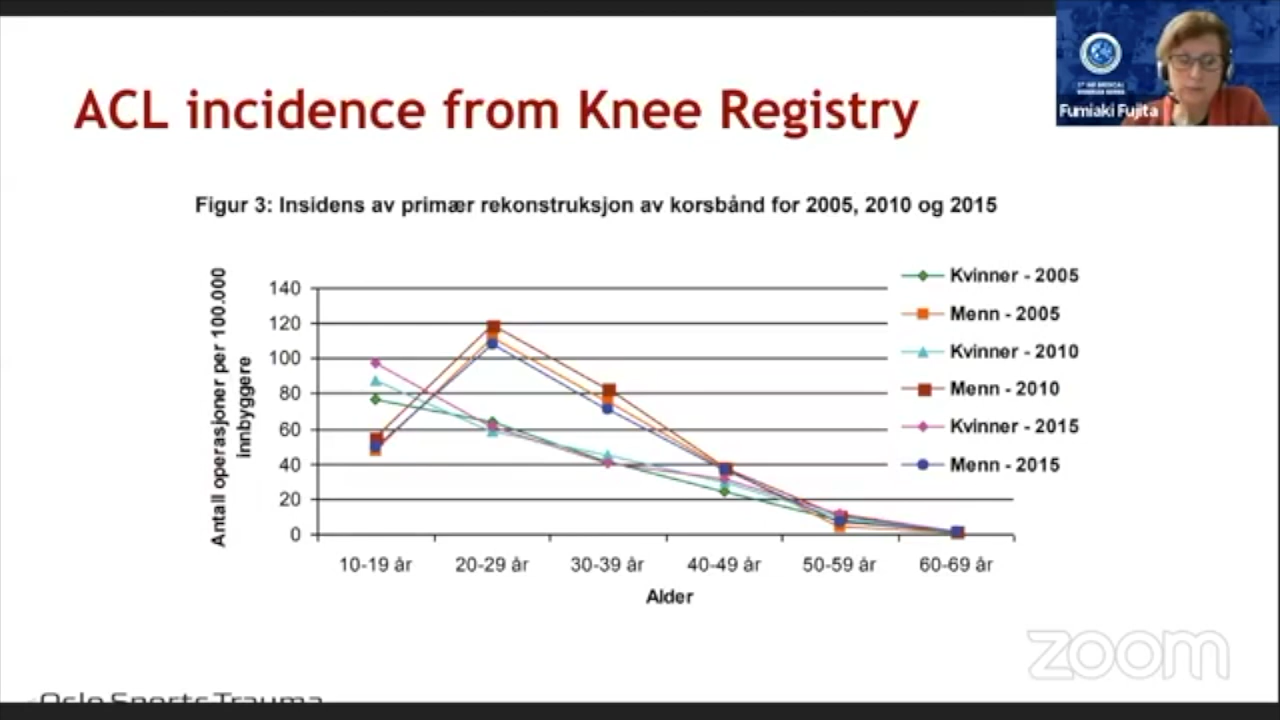 ACL incidence from Knee Registry
Fumiaki Fujita
Figur 3: Insidens av primær rekonstruksjon av korsbånd for 2005, 2010 og 2015
Antall operasjoner per 100.000
innbyggere
140
120
100
80
60
40
20
0
10-19 år
20-29 år
30-39 år
40-49 år
50-59 år
60-69 år
Alder
Kvinner - 2005
Menn - 2005
Kvinner - 2010
Menn - 2010
Kvinner - 2015
Menn - 2015
zoom
Oslo Sports Trauma